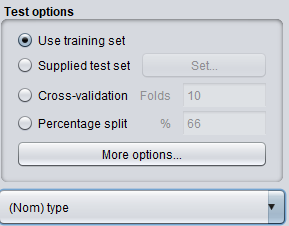 Test options
Use training set
Supplied test set Set...
Cross-validation Folds 10
Percentage split % 66
More options...
(Nom) type